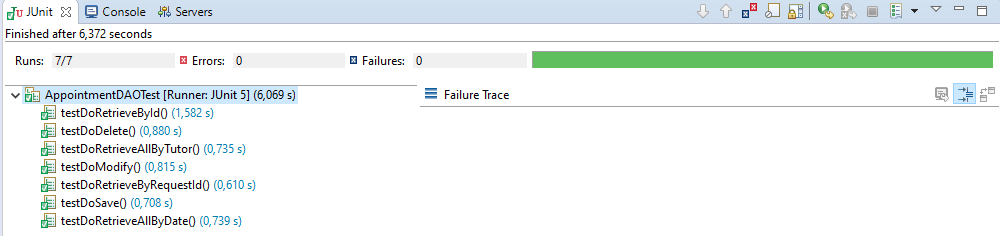 JUnit Console Servers
Finished after 6,372 seconds
Runs: 7/7 Errors: 0 Failures: 0
AppointmentDAOTest [Runner: JUnit 5] (6,069 s) Failure Trace
testDoRetrieveById() (1,582 s)
testDoDelete() (0,880 s)
testDoRetrieveAllByTutor() (0,735 s)
testDoModify() (0,815 s)
testDoRetrieveByRequestId() (0,610 s)
testDoSave() (0,708 s)
testDoRetrieveAllByDate() (0,739 s)